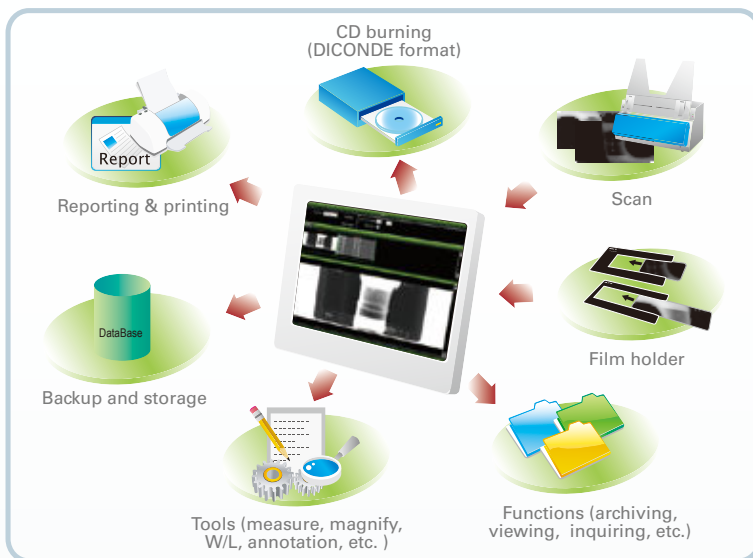 CD burning
(DICONDE format)
Report
Reporting & printing
Scan
DataBase
Film holder
Backup and storage
Tools (measure, magnify,
W/L, annotation, etc. )
Functions (archiving,
viewing, inquiring, etc.)